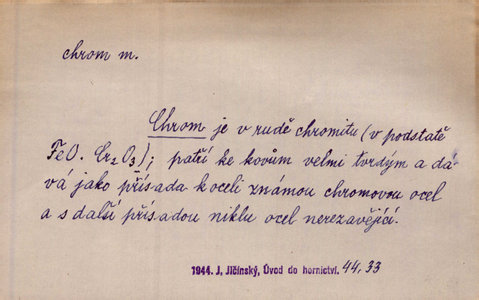 chrom m.
Chrom je v rudě chromitu (v podstatě
FeO. Cr₂O₃); patří ke kovům velmi tvrdým a dá-
vá jako přísada k oceli známou chromovou ocel
a s další přísadou niklu ocel nerezavějící.
1944. J. Jičínský, Úvod do hornictví. 44, 33